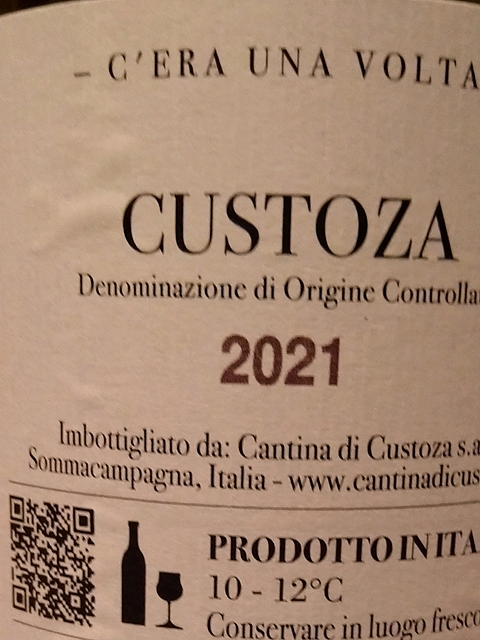 – C'ERA UNA VOLTA
CUSTOZA
Denominazione di Origine Controlla
2021
Imbottigliato da: Cantina di Custoza s.a
Sommacampagna, Italia - www.cantinadicus
PRODOTTO IN ITA
10 - 12°C
Conservare in luogo fresco